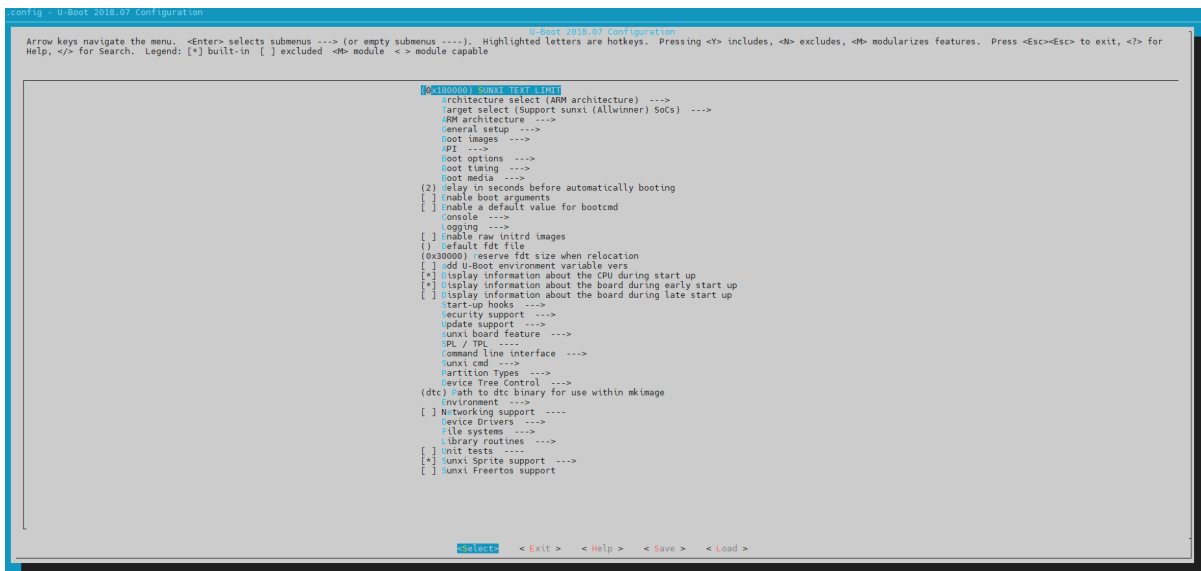 .config - U-Boot 2018.07 Configuration
U-Boot 2018.07 Configuration
Arrow keys navigate the menu.  <Enter> selects submenus ---> (or empty submenus ----).  Highlighted letters are hotkeys.  Pressing <Y> includes, <N> excludes, <M> modularizes features.  Press <Esc><Esc> to exit, <?> for
Help, </> for Search.  Legend: [*] built-in  [ ] excluded  <M> module  < > module capable
(0x180000) SUNXI TEXT LIMIT
Architecture select (ARM architecture)  --->
Target select (Support sunxi (Allwinner) SoCs)  --->
ARM architecture  --->
General setup  --->
Boot images  --->
API  --->
Boot options  --->
Boot timing  --->
Boot media  --->
(2) delay in seconds before automatically booting
[ ] Enable boot arguments
[ ] Enable a default value for bootcmd
Console  --->
Logging  --->
[ ] Enable raw initrd images
() Default fdt file
(0x30000) reserve fdt size when relocation
[ ] add U-Boot environment variable vers
[*] Display information about the CPU during start up
[*] Display information about the board during early start up
[ ] Display information about the board during late start up
Start-up hooks  --->
Security support  --->
Update support  --->
sunxi board feature  --->
SPL / TPL  ----
Command line interface  --->
Sunxi cmd  --->
Partition Types  --->
Device Tree Control  --->
(dtc) Path to dtc binary for use within mkimage
Environment  --->
[ ] Networking support  ----
Device Drivers  --->
File systems  --->
Library routines  --->
[ ] Unit tests  ----
[*] Sunxi Sprite support  --->
[ ] Sunxi Freertos support
<Select>    < Exit >    < Help >    < Save >    < Load >